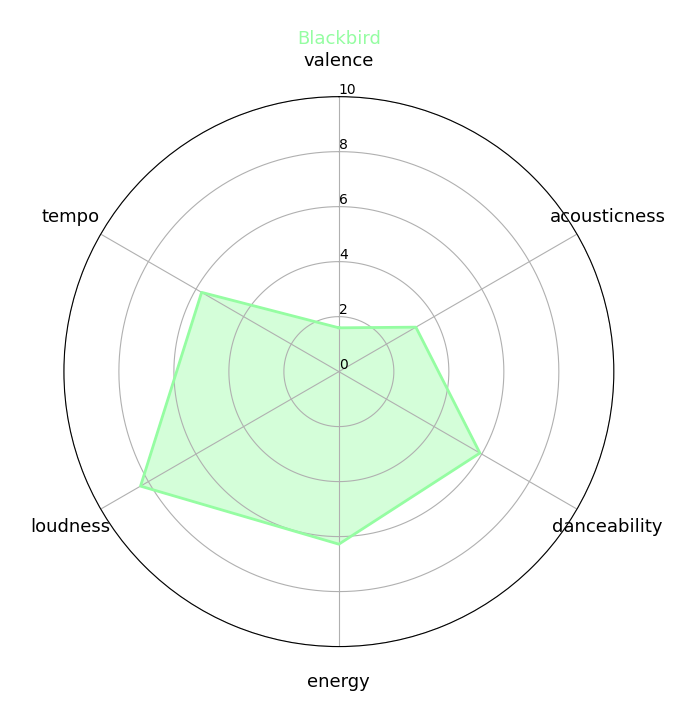 Blackbird
valence
10
8
6
4
2
0
tempo
acousticness
loudness
danceability
energy